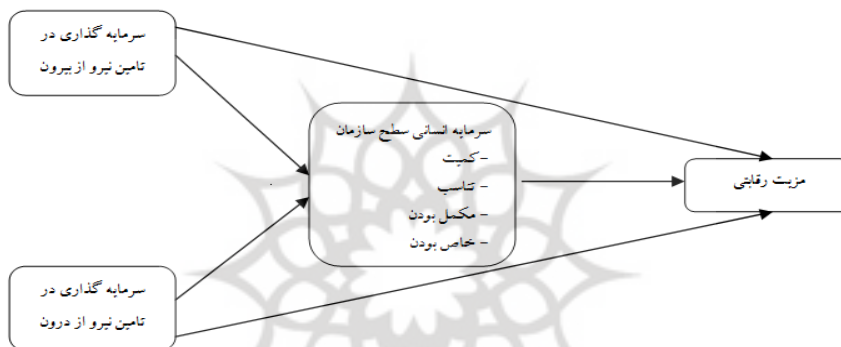 سرمایه گذاری در
تامین نیرو از بیرون
سرمایه انسانی سطح سازمان
-کمیت
- تناسب
- مکمل بودن
- خاص بودن
مزیت رقابتی
سرمایه گذاری در
تامین نیرو از درون